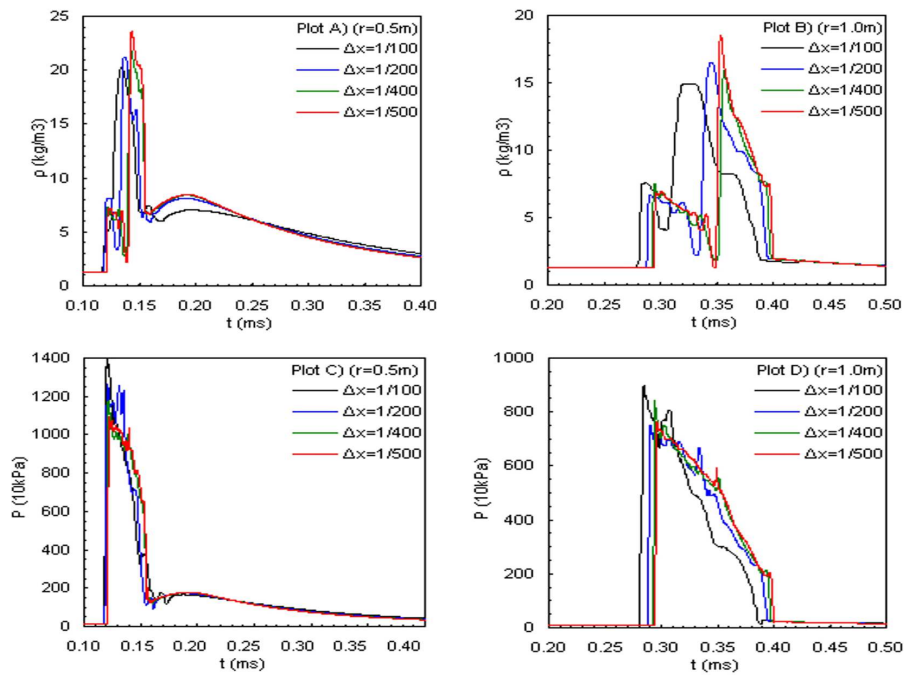 Plot A) (r=0.5m)
Δx=1/100
Δx=1/200
Δx=1/400
Δx=1/500
25
20
15
10
5
0
ρ (kg/m3)
0.10 0.15 0.20 0.25 0.30 0.35 0.40
t (ms)
Plot B) (r=1.0m)
Δx=1/100
Δx=1/200
Δx=1/400
Δx=1/500
20
15
10
5
0
ρ (kg/m3)
0.20 0.25 0.30 0.35 0.40 0.45 0.50
t (ms)
Plot C) (r=0.5m)
Δx=1/100
Δx=1/200
Δx=1/400
Δx=1/500
1400
1200
1000
800
600
400
200
0
P (10kPa)
0.10 0.15 0.20 0.25 0.30 0.35 0.40
t (ms)
Plot D) (r=1.0m)
Δx=1/100
Δx=1/200
Δx=1/400
Δx=1/500
1000
800
600
400
200
0
P (10kPa)
0.20 0.25 0.30 0.35 0.40 0.45 0.50
t (ms)